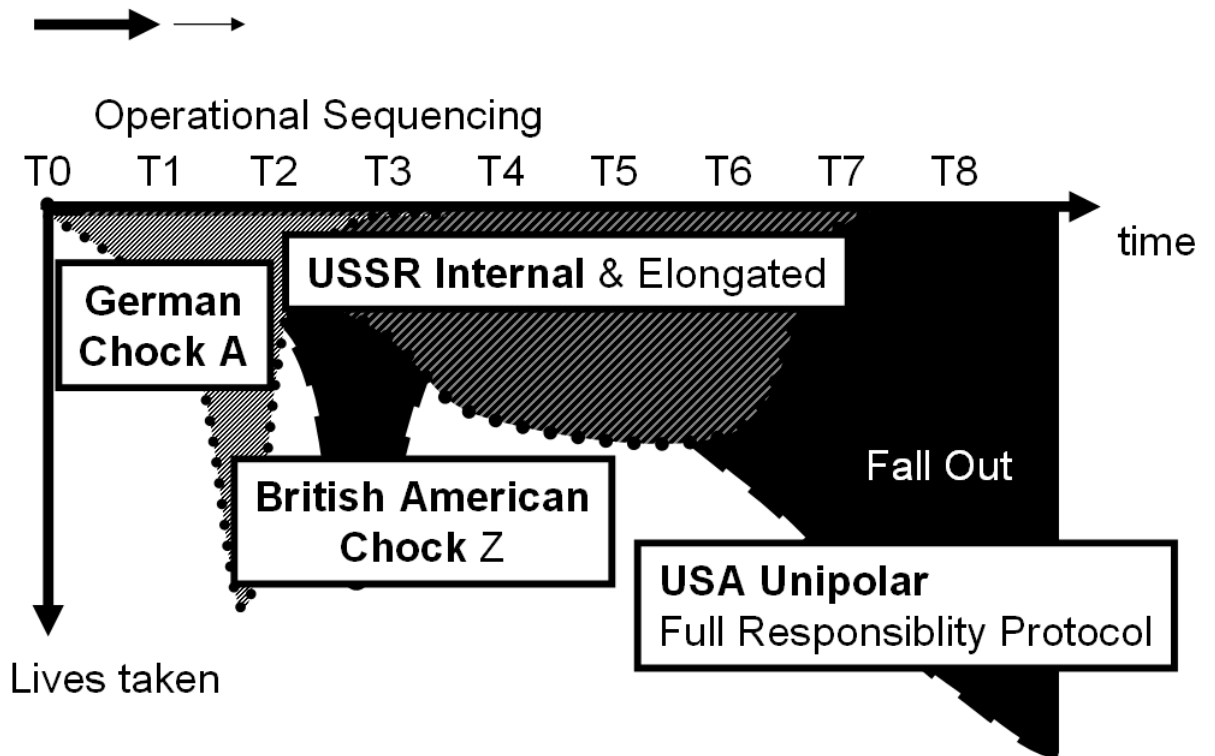 Operational Sequencing
T0 T1 T2 T3 T4 T5 T6 T7 T8
time
USSR Internal & Elongated
German
Chock A
Fall Out
British American
Chock Z
USA Unipolar
Full Responsiblity Protocol
Lives taken